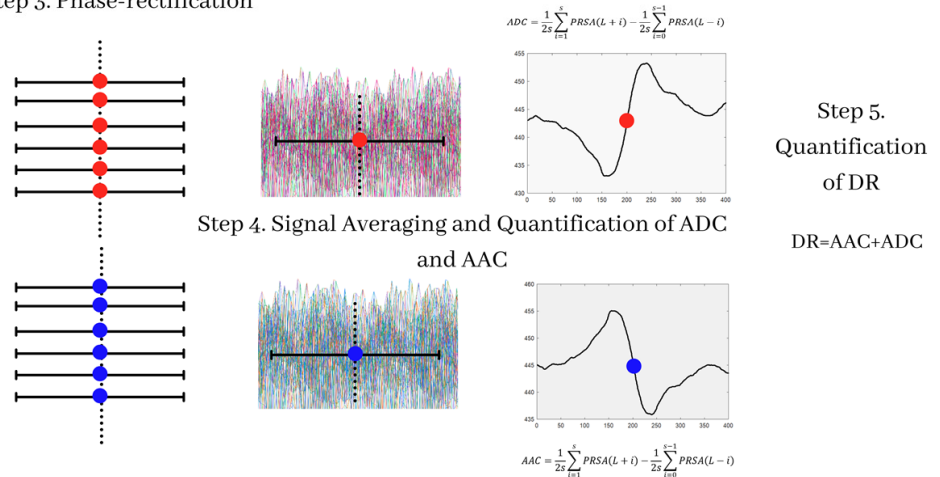 Step 3. Phase-rectification
ADC = 1/2s ∑ i=1 s PRSA(L + i) − 1/2s ∑ i=0 s−1 PRSA(L − i)
455
450
445
440
435
430
0 50 100 150 200 250 300 350 400
Step 5.
Quantification
of DR
DR=AAC+ADC
Step 4. Signal Averaging and Quantification of ADC
and AAC
460
455
450
445
440
435
0 50 100 150 200 250 300 350 400
AAC = 1/2s ∑ i=1 s PRSA(L + i) − 1/2s ∑ i=0 s−1 PRSA(L − i)